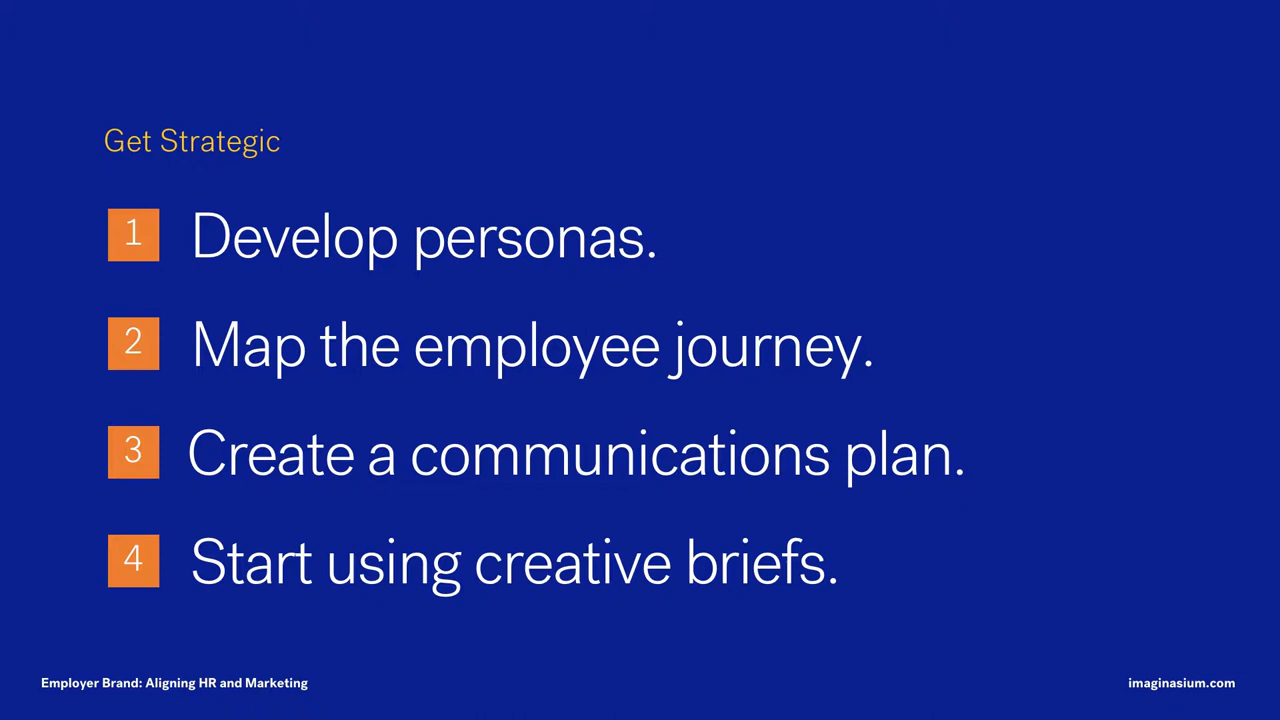 Get Strategic
1 Develop personas.
2 Map the employee journey.
3 Create a communications plan.
4 Start using creative briefs.
Employer Brand: Aligning HR and Marketing
imaginasium.com